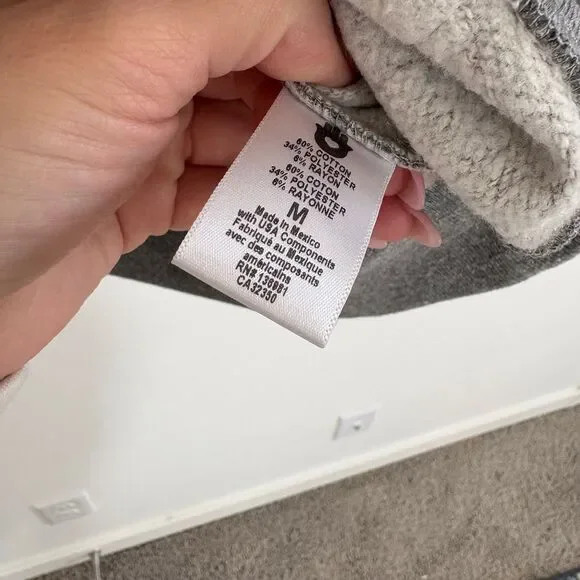 60% COTTON
34% POLYESTER
6% RAYON
60% COTON
34% POLYESTER
6% RAYONNE
M
Made in Mexico
with USA Components
Fabriqué au Mexique
avec des composants
américains
RN# 136981
CA32350